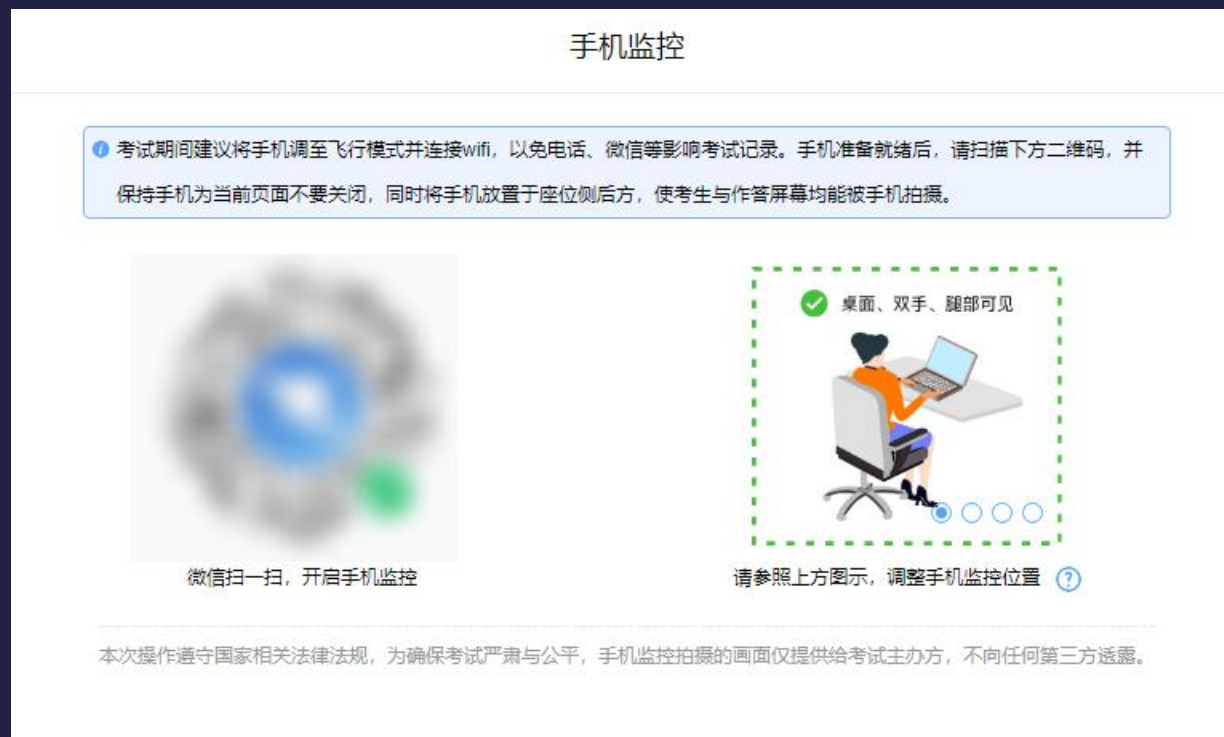 手机监控
考试期间建议将手机调至飞行模式并连接wifi，以免电话、微信等影响考试记录。手机准备就绪后，请扫描下方二维码，并
保持手机为当前页面不要关闭，同时将手机放置于座位侧后方，使考生与作答屏幕均能被手机拍摄。
桌面、双手、腿部可见
微信扫一扫，开启手机监控
请参照上方图示，调整手机监控位置
本次操作遵守国家相关法律法规，为确保考试严肃与公平，手机监控拍摄的画面仅提供给考试主办方，不向任何第三方透露。